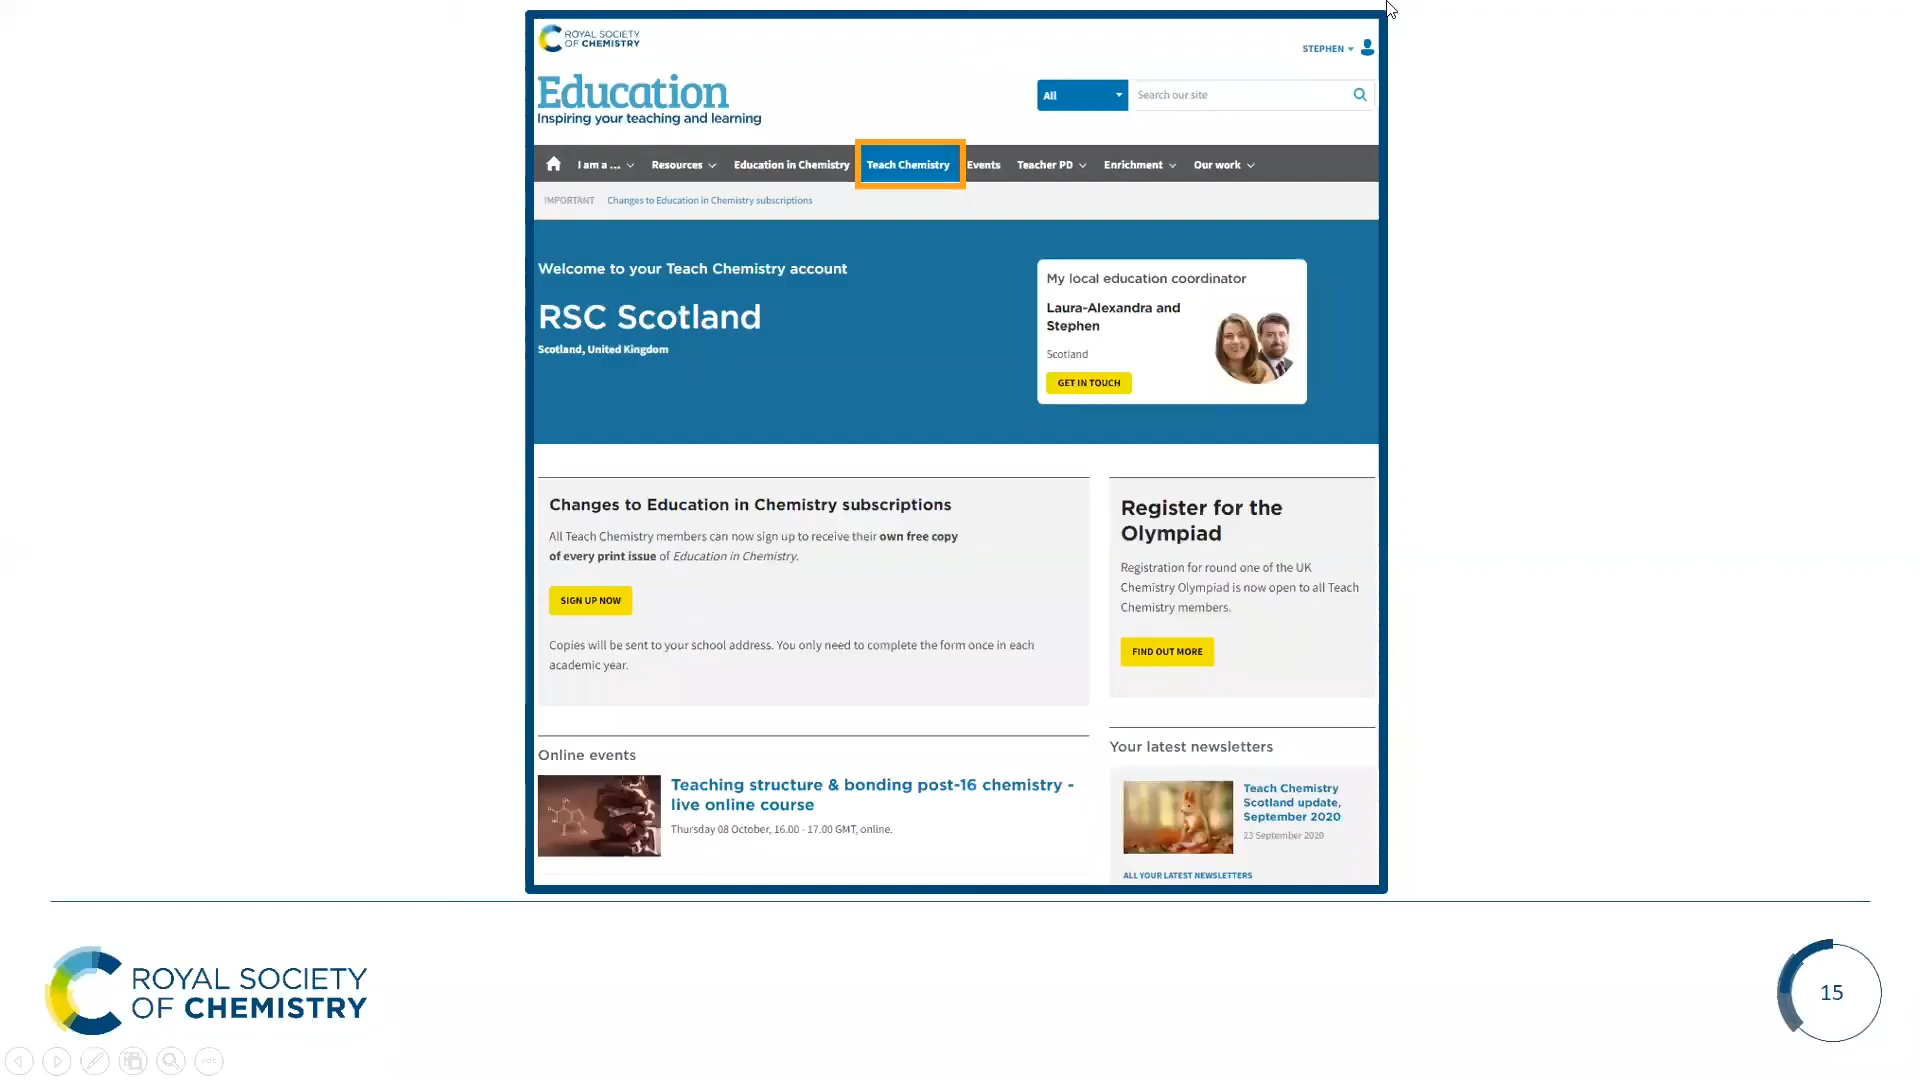 ROYAL SOCIETY
OF CHEMISTRY
STEPHEN
Education
Inspiring your teaching and learning
All
Search our site
I am a ...
Resources
Education in Chemistry
Teach Chemistry
Events
Teacher PD
Enrichment
Our work
IMPORTANT
Changes to Education in Chemistry subscriptions
Welcome to your Teach Chemistry account
RSC Scotland
Scotland, United Kingdom
My local education coordinator
Laura-Alexandra and
Stephen
Scotland
GET IN TOUCH
Changes to Education in Chemistry subscriptions
All Teach Chemistry members can now sign up to receive their own free copy
of every print issue of Education in Chemistry.
SIGN UP NOW
Copies will be sent to your school address. You only need to complete the form once in each
academic year.
Register for the
Olympiad
Registration for round one of the UK
Chemistry Olympiad is now open to all Teach
Chemistry members.
FIND OUT MORE
Online events
Teaching structure & bonding post-16 chemistry -
live online course
Thursday 08 October, 16.00 - 17.00 GMT, online.
Your latest newsletters
Teach Chemistry
Scotland update,
September 2020
23 September 2020
ALL YOUR LATEST NEWSLETTERS
ROYAL SOCIETY
OF CHEMISTRY
15